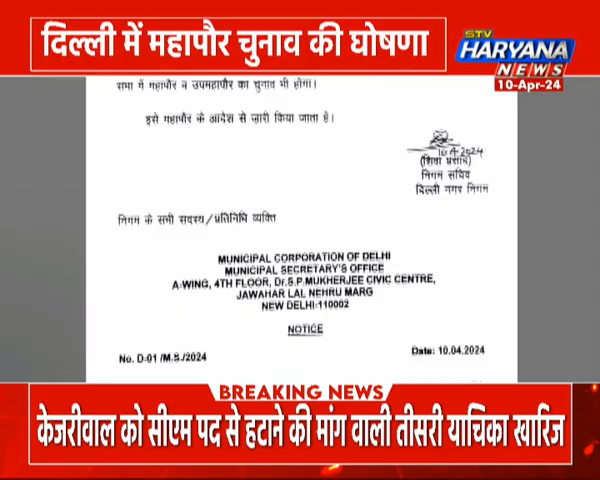 दिल्ली में महापौर चुनाव की घोषणा
STV
HARYANA
NEWS
10-Apr-24
सभा में महापौर व उपमहापौर का चुनाव भी होगा।
इसे महापौर के आदेश से जारी किया जाता है।
10.4.2024
(शिवा प्रसाद)
निगम सचिव
दिल्ली नगर निगम
निगम के सभी सदस्य/प्रतिनिधि व्यक्ति
MUNICIPAL CORPORATION OF DELHI
MUNICIPAL SECRETARY'S OFFICE
A-WING, 4TH FLOOR, Dr.S.P.MUKHERJEE CIVIC CENTRE,
JAWAHAR LAL NEHRU MARG
NEW DELHI-110002
NOTICE
No. D-01 /M.S./2024
Date: 10.04.2024
BREAKING NEWS
केजरीवाल को सीएम पद से हटाने की मांग वाली तीसरी याचिका खारिज